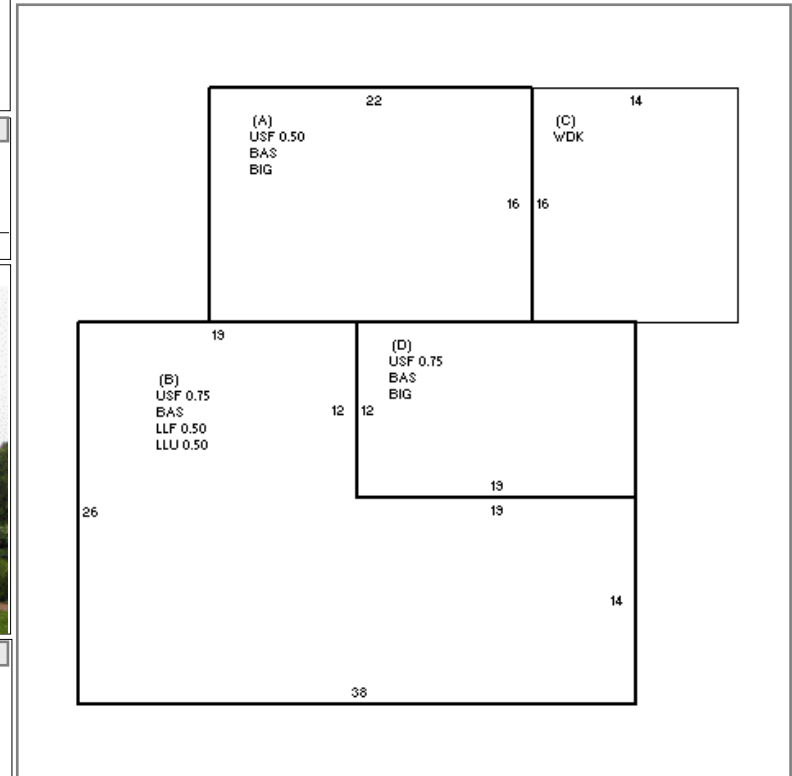 22
14
(A)
USF 0.50
BAS
BIG
(C)
WDK
16
16
19
(D)
USF 0.75
BAS
BIG
(B)
USF 0.75
BAS
LLF 0.50
LLU 0.50
12
12
19
19
26
14
38